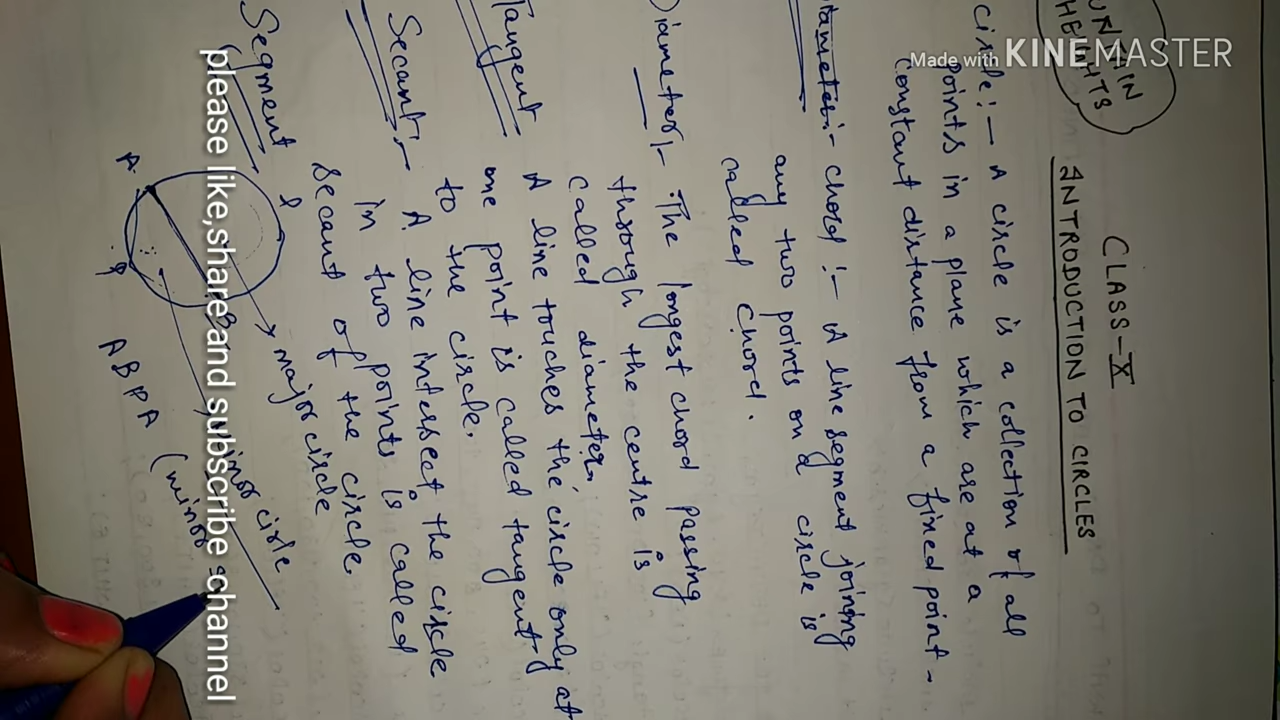 Made with KINEMASTER
CLASS-X
INTRODUCTION TO CIRCLES
circle:- A circle is a collection of all
Points in a plane which are at a
constant distance from a fixed point-
chord:- A line segment joining
any two points on a circle is
called chord.
Diameter:- The longest chord passing
through the centre is
called diameter.
Tangent A line touches the circle only at
one point is called tangent
to the circle.
Secant:- A line intersect the circle
in two points is called
secant of the circle.
Segment major circle
A
B
P
minor circle
ABPA (minor
please like,share and subscribe channel